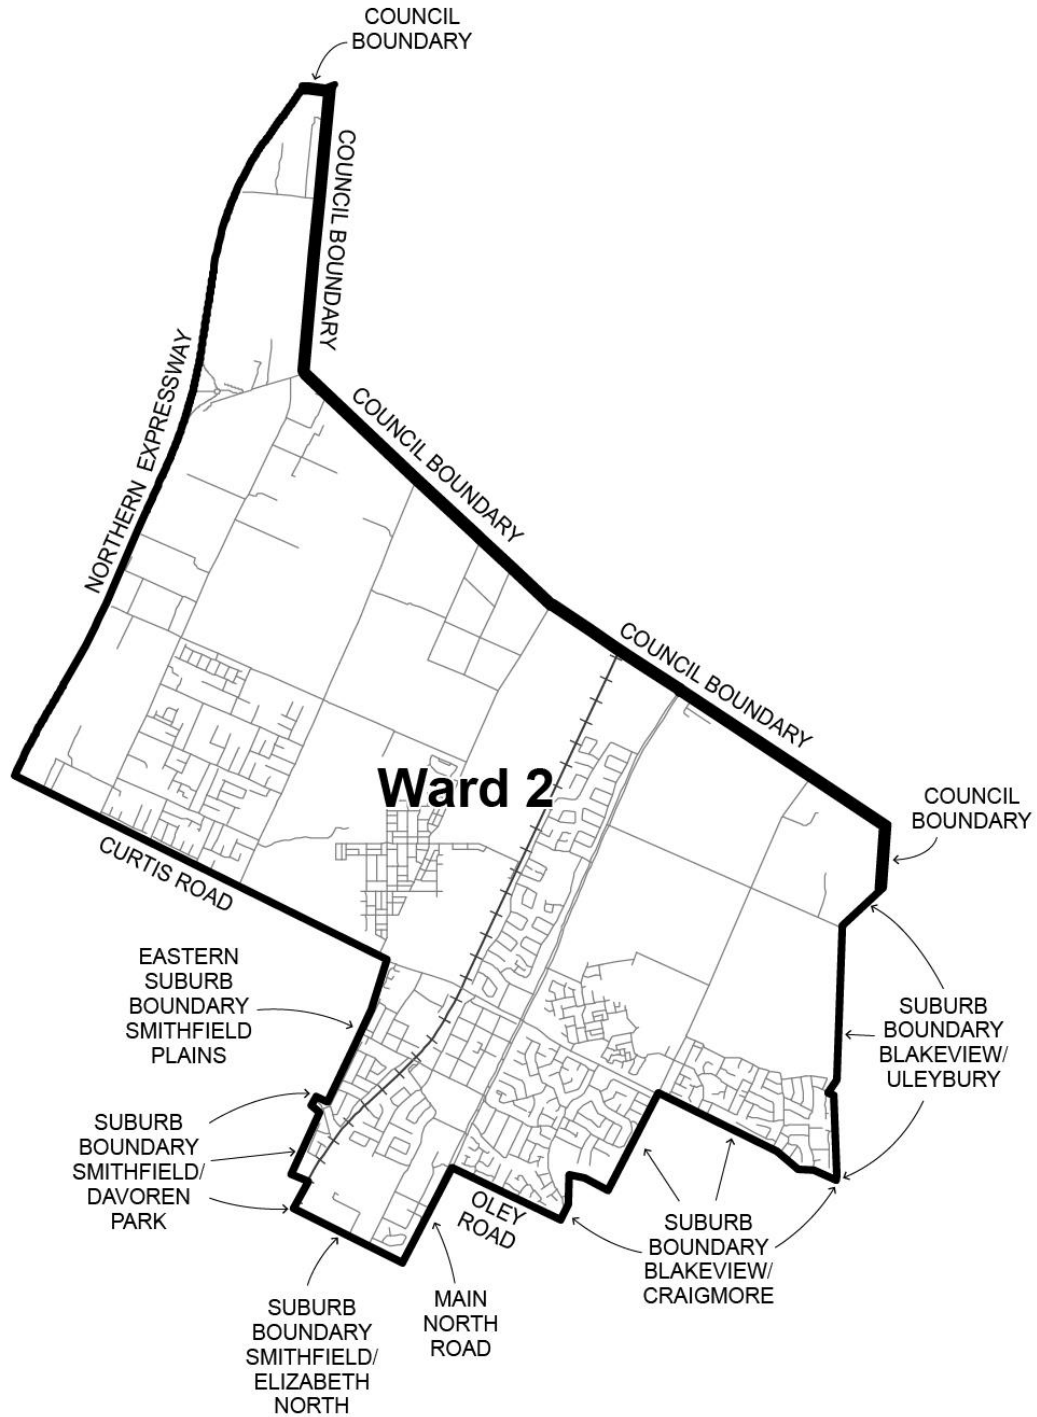 COUNCIL
BOUNDARY
COUNCIL BOUNDARY
NORTHERN EXPRESSWAY
COUNCIL BOUNDARY
COUNCIL BOUNDARY
Ward 2
COUNCIL
BOUNDARY
CURTIS ROAD
EASTERN
SUBURB
BOUNDARY
SMITHFIELD
PLAINS
SUBURB
BOUNDARY
BLAKEVIEW/
ULEYBURY
SUBURB
BOUNDARY
SMITHFIELD/
DAVOREN
PARK
OLEY
ROAD
SUBURB
BOUNDARY
BLAKEVIEW/
CRAIGMORE
MAIN
NORTH
ROAD
SUBURB
BOUNDARY
SMITHFIELD/
ELIZABETH
NORTH